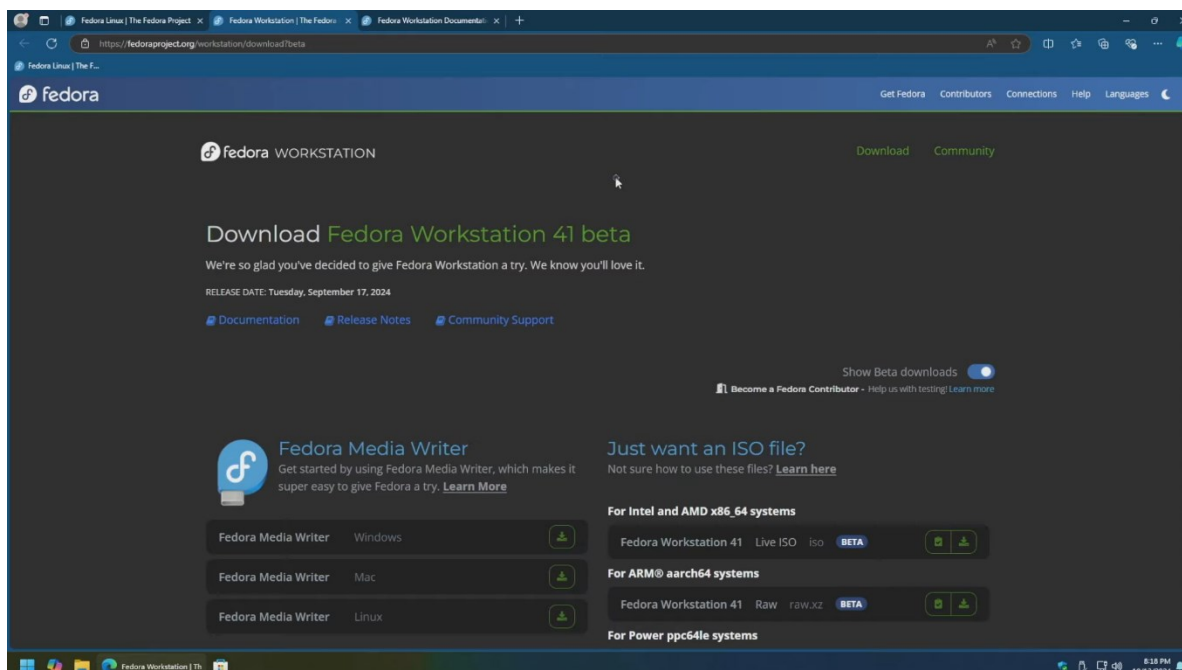 Fedora Linux | The Fedora Project
Fedora Workstation | The Fedora
Fedora Workstation Documentati
https://fedoraproject.org/workstation/download?beta
Fedora Linux | The F...
fedora
Get Fedora Contributors Connections Help Languages
fedora WORKSTATION
Download Community
Download Fedora Workstation 41 beta
We're so glad you've decided to give Fedora Workstation a try. We know you'll love it.
RELEASE DATE: Tuesday, September 17, 2024
Documentation Release Notes Community Support
Show Beta downloads
Become a Fedora Contributor - Help us with testing! Learn more
Fedora Media Writer
Get started by using Fedora Media Writer, which makes it
super easy to give Fedora a try. Learn More
Fedora Media Writer Windows
Fedora Media Writer Mac
Fedora Media Writer Linux
Just want an ISO file?
Not sure how to use these files? Learn here
For Intel and AMD x86_64 systems
Fedora Workstation 41 Live ISO iso BETA
For ARM® aarch64 systems
Fedora Workstation 41 Raw raw.xz BETA
For Power ppc64le systems
Fedora Workstation | Th
8:18 PM